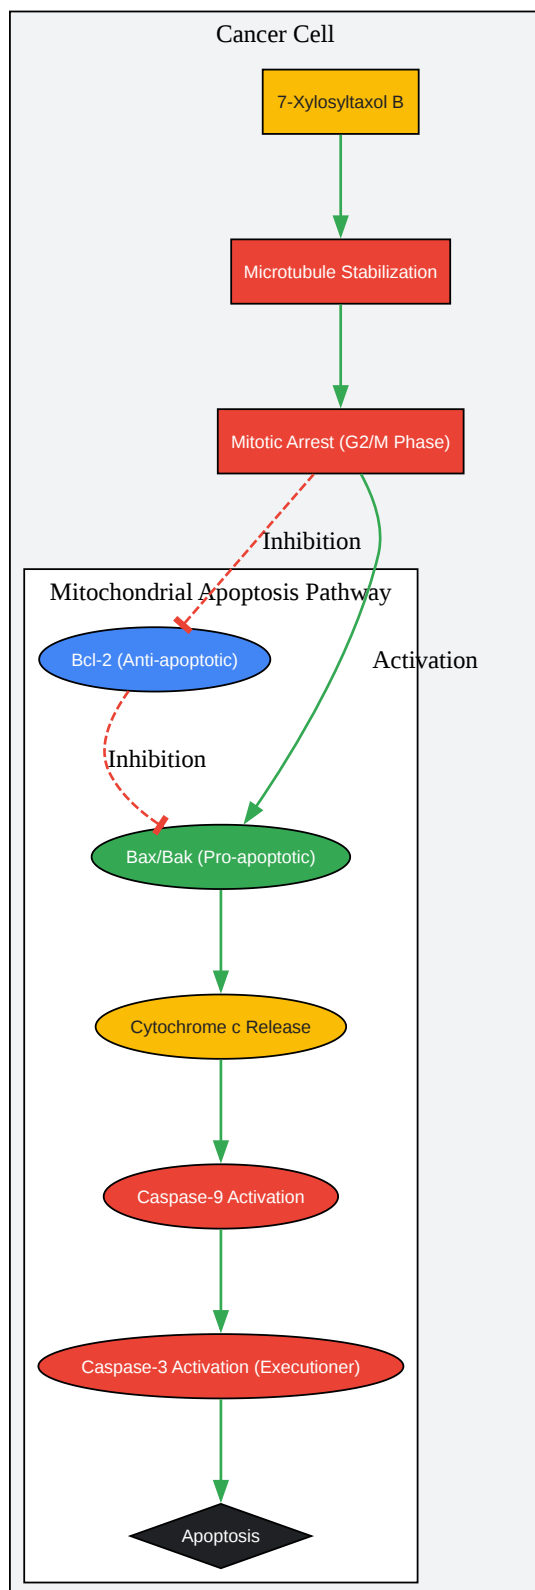 Cancer Cell
7-Xylosyltaxol B
Microtubule Stabilization
Mitotic Arrest (G2/M Phase)
Inhibition
Mitochondrial Apoptosis Pathway
Bcl-2 (Anti-apoptotic)
Activation
Inhibition
Bax/Bak (Pro-apoptotic)
Cytochrome c Release
Caspase-9 Activation
Caspase-3 Activation (Executioner)
Apoptosis